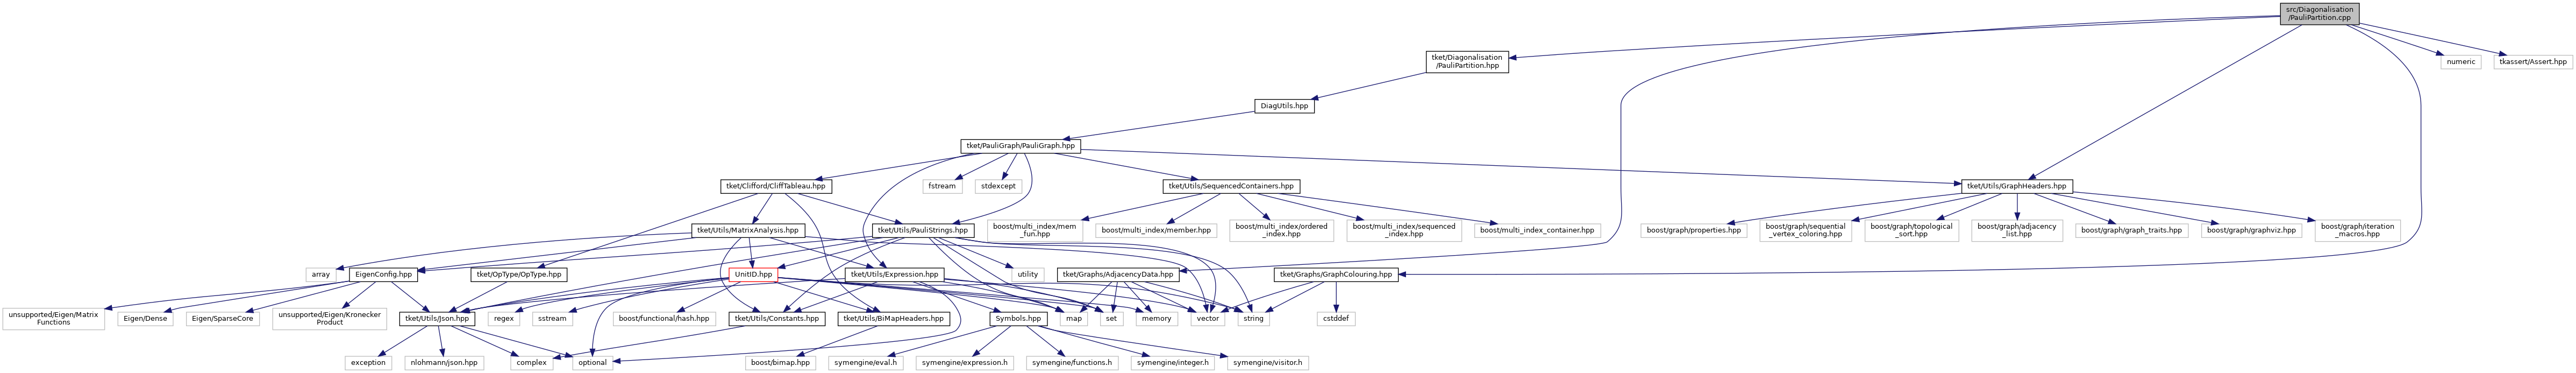 src/Diagonalisation
/PauliPartition.cpp
tket/Diagonalisation
/PauliPartition.hpp
numeric
tkassert/Assert.hpp
DiagUtils.hpp
tket/PauliGraph/PauliGraph.hpp
tket/Clifford/CliffTableau.hpp
fstream
stdexcept
tket/Utils/SequencedContainers.hpp
tket/Utils/GraphHeaders.hpp
tket/Utils/MatrixAnalysis.hpp
tket/Utils/PauliStrings.hpp
boost/multi_index/mem
_fun.hpp
boost/multi_index/member.hpp
boost/multi_index/ordered
_index.hpp
boost/multi_index/sequenced
_index.hpp
boost/multi_index_container.hpp
boost/graph/properties.hpp
boost/graph/sequential
_vertex_coloring.hpp
boost/graph/topological
_sort.hpp
boost/graph/adjacency
_list.hpp
boost/graph/graph_traits.hpp
boost/graph/graphviz.hpp
boost/graph/iteration
_macros.hpp
array
EigenConfig.hpp
tket/OpType/OpType.hpp
UnitID.hpp
tket/Utils/Expression.hpp
utility
tket/Graphs/AdjacencyData.hpp
tket/Graphs/GraphColouring.hpp
unsupported/Eigen/Matrix
Functions
Eigen/Dense
Eigen/SparseCore
unsupported/Eigen/Kronecker
Product
tket/Utils/Json.hpp
regex
sstream
boost/functional/hash.hpp
tket/Utils/Constants.hpp
tket/Utils/BiMapHeaders.hpp
Symbols.hpp
map
set
memory
vector
string
cstddef
exception
nlohmann/json.hpp
complex
optional
boost/bimap.hpp
symengine/eval.h
symengine/expression.h
symengine/functions.h
symengine/integer.h
symengine/visitor.h